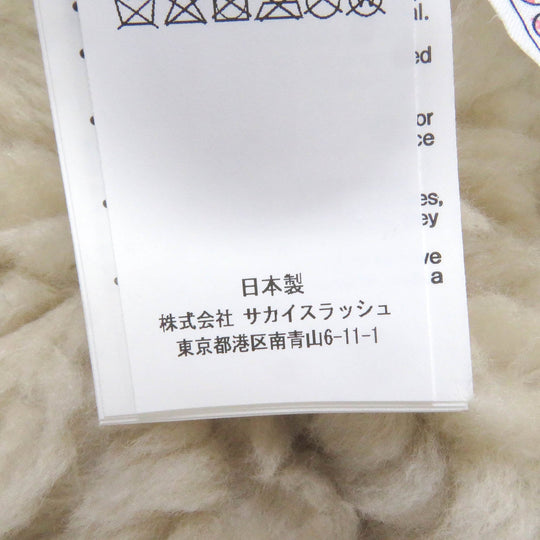 al.
ed
or
ce
es,
ey
ve
a
日本製
株式会社 サカイスラッシュ
東京都港区南青山6-11-1